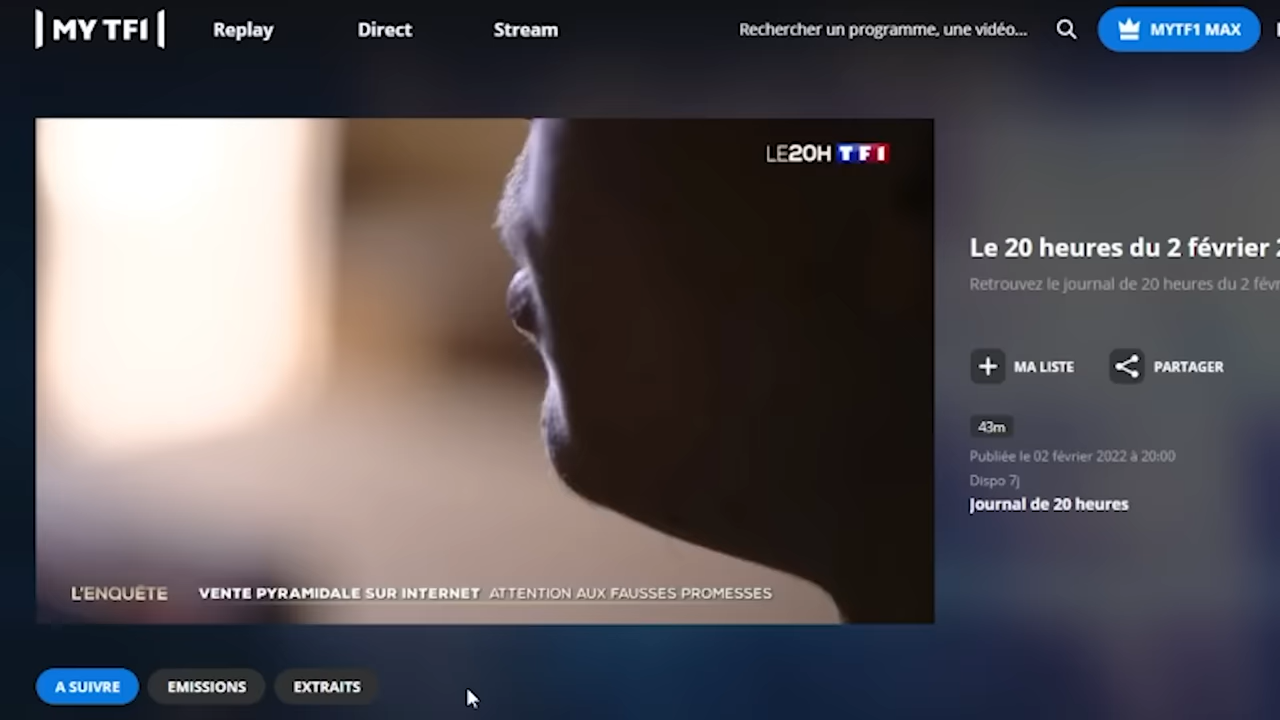 MY TF1
Replay
Direct
Stream
Rechercher un programme, une vidéo...
MYTF1 MAX
LE20H TF1
Le 20 heures du 2 février
Retrouvez le journal de 20 heures du 2
MA LISTE
PARTAGER
43m
Publiée le 02 février 2022 à 20:00
Dispo 7j
Journal de 20 heures
L'ENQUÊTE VENTE PYRAMIDALE SUR INTERNET ATTENTION AUX FAUSSES PROMESSES
A SUIVRE
EMISSIONS
EXTRAITS